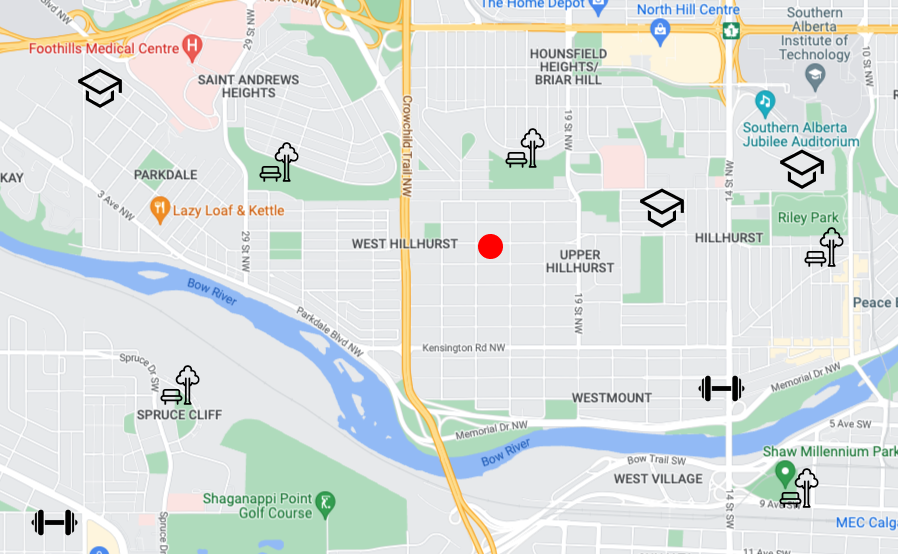 The Home Depot
North Hill Centre
Southern
Alberta
Institute of
Technology
29 St NW
10 St NW
Foothills Medical Centre
H
1
HOUNSFIELD
HEIGHTS/
BRIAR HILL
SAINT ANDREWS
HEIGHTS
Crowchild Trail NW
19 St NW
Southern Alberta
Jubilee Auditorium
14 St NW
PARKDALE
KAY
3 Ave NW
Lazy Loaf & Kettle
Riley Park
29 St NW
WEST HILLHURST
HILLHURST
UPPER
HILLHURST
Bow River
19 St NW
Peace
Parkdale Blvd NW
Kensington Rd NW
Spruce Dr SW
Memorial Dr NW
WESTMOUNT
SPRUCE CLIFF
Memorial Dr NW
5 Ave SW
Bow River
Bow Trail SW
Shaw Millennium Park
WEST VILLAGE
Shaganappi Point
Golf Course
14 St SW
9 Ave SW
MEC Calga
Spruce D
11 Ave SW